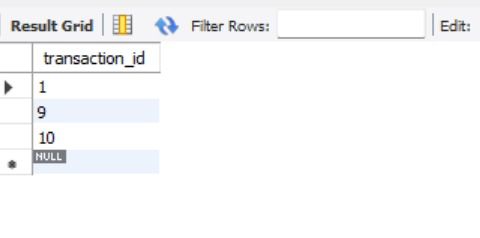 Result Grid Filter Rows: Edit:
transaction_id
1
9
10
NULL